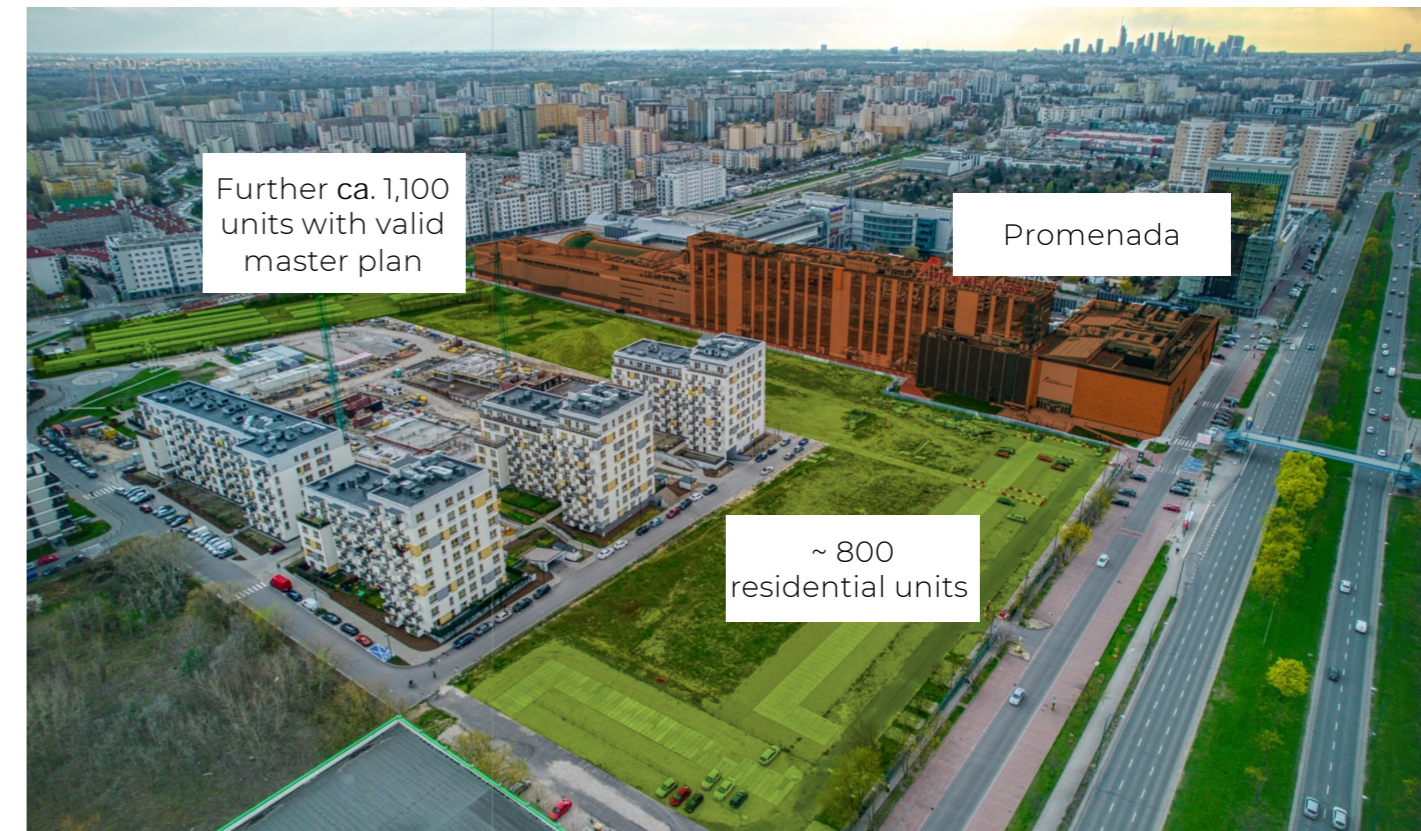 Further ca. 1,100
units with valid
master plan
Promenada
~ 800
residential units